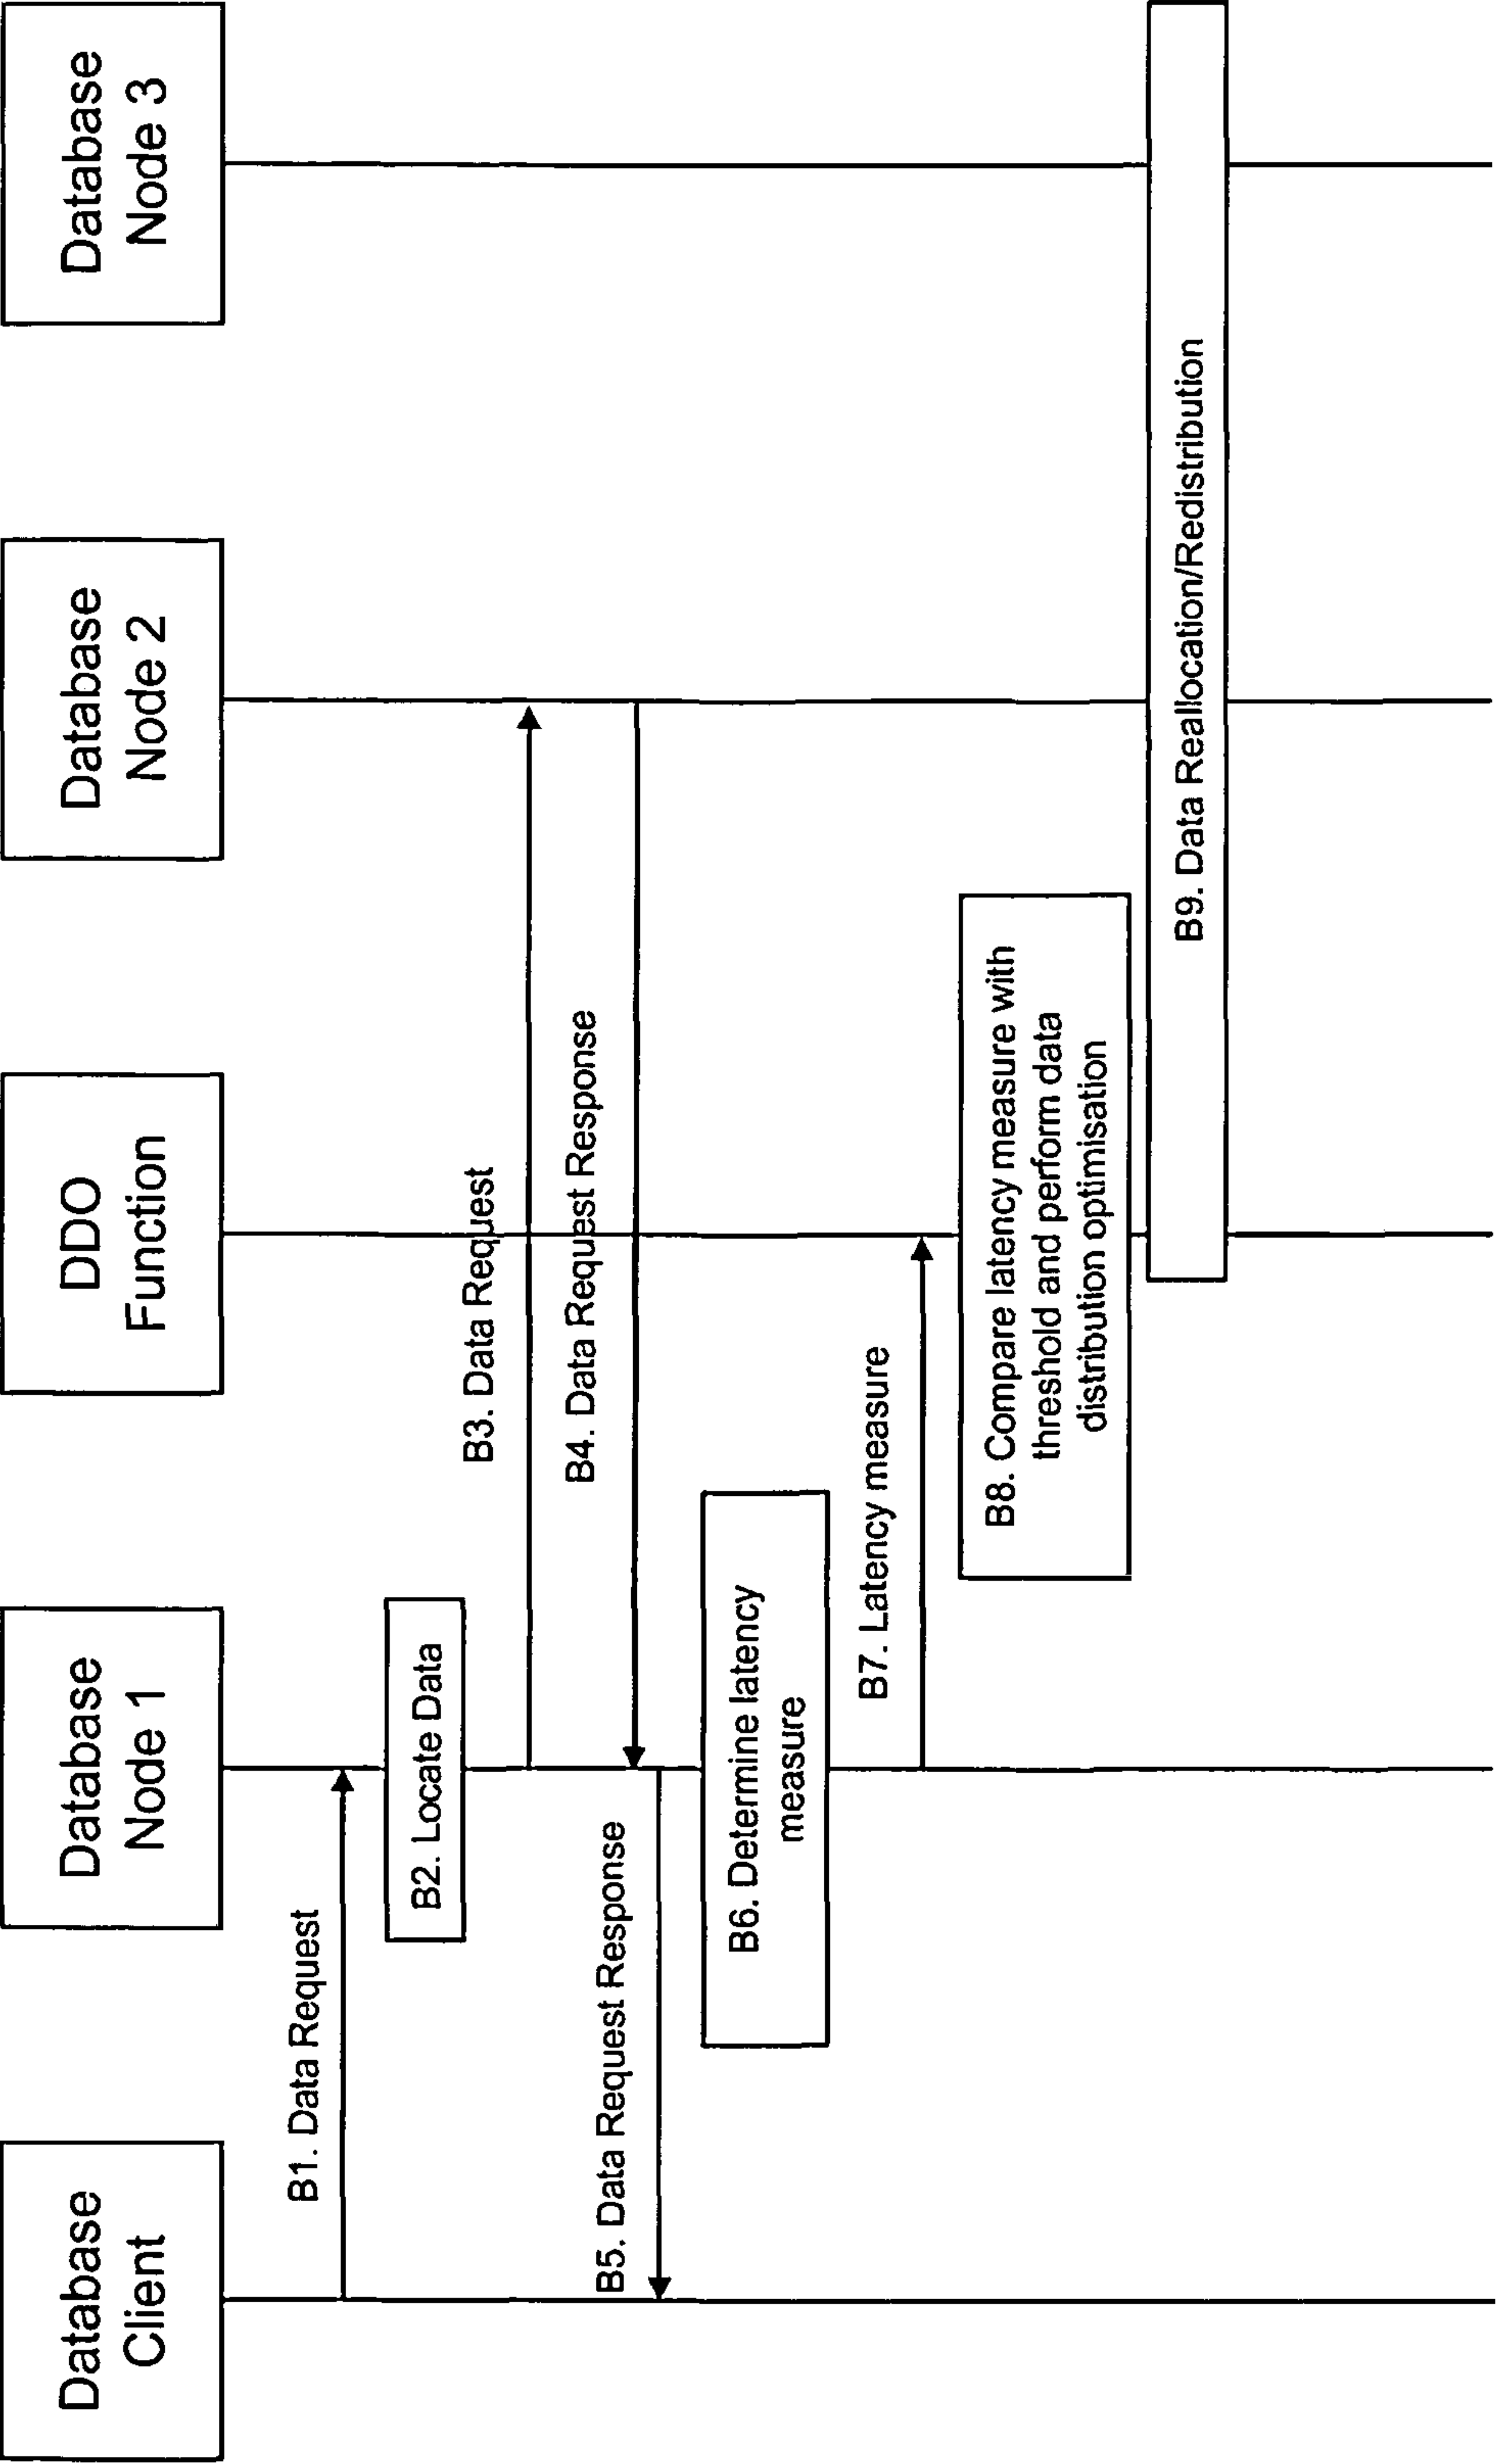 Database
Client
Database
Node 1
DDO
Function
Database
Node 2
Database
Node 3
B1. Data Request
B2. Locate Data
B3. Data Request
B4. Data Request Response
B5. Data Request Response
B6. Determine latency
measure
B7. Latency measure
B8. Compare latency measure with
threshold and perform data
distribution optimisation
B9. Data Reallocation/Redistribution